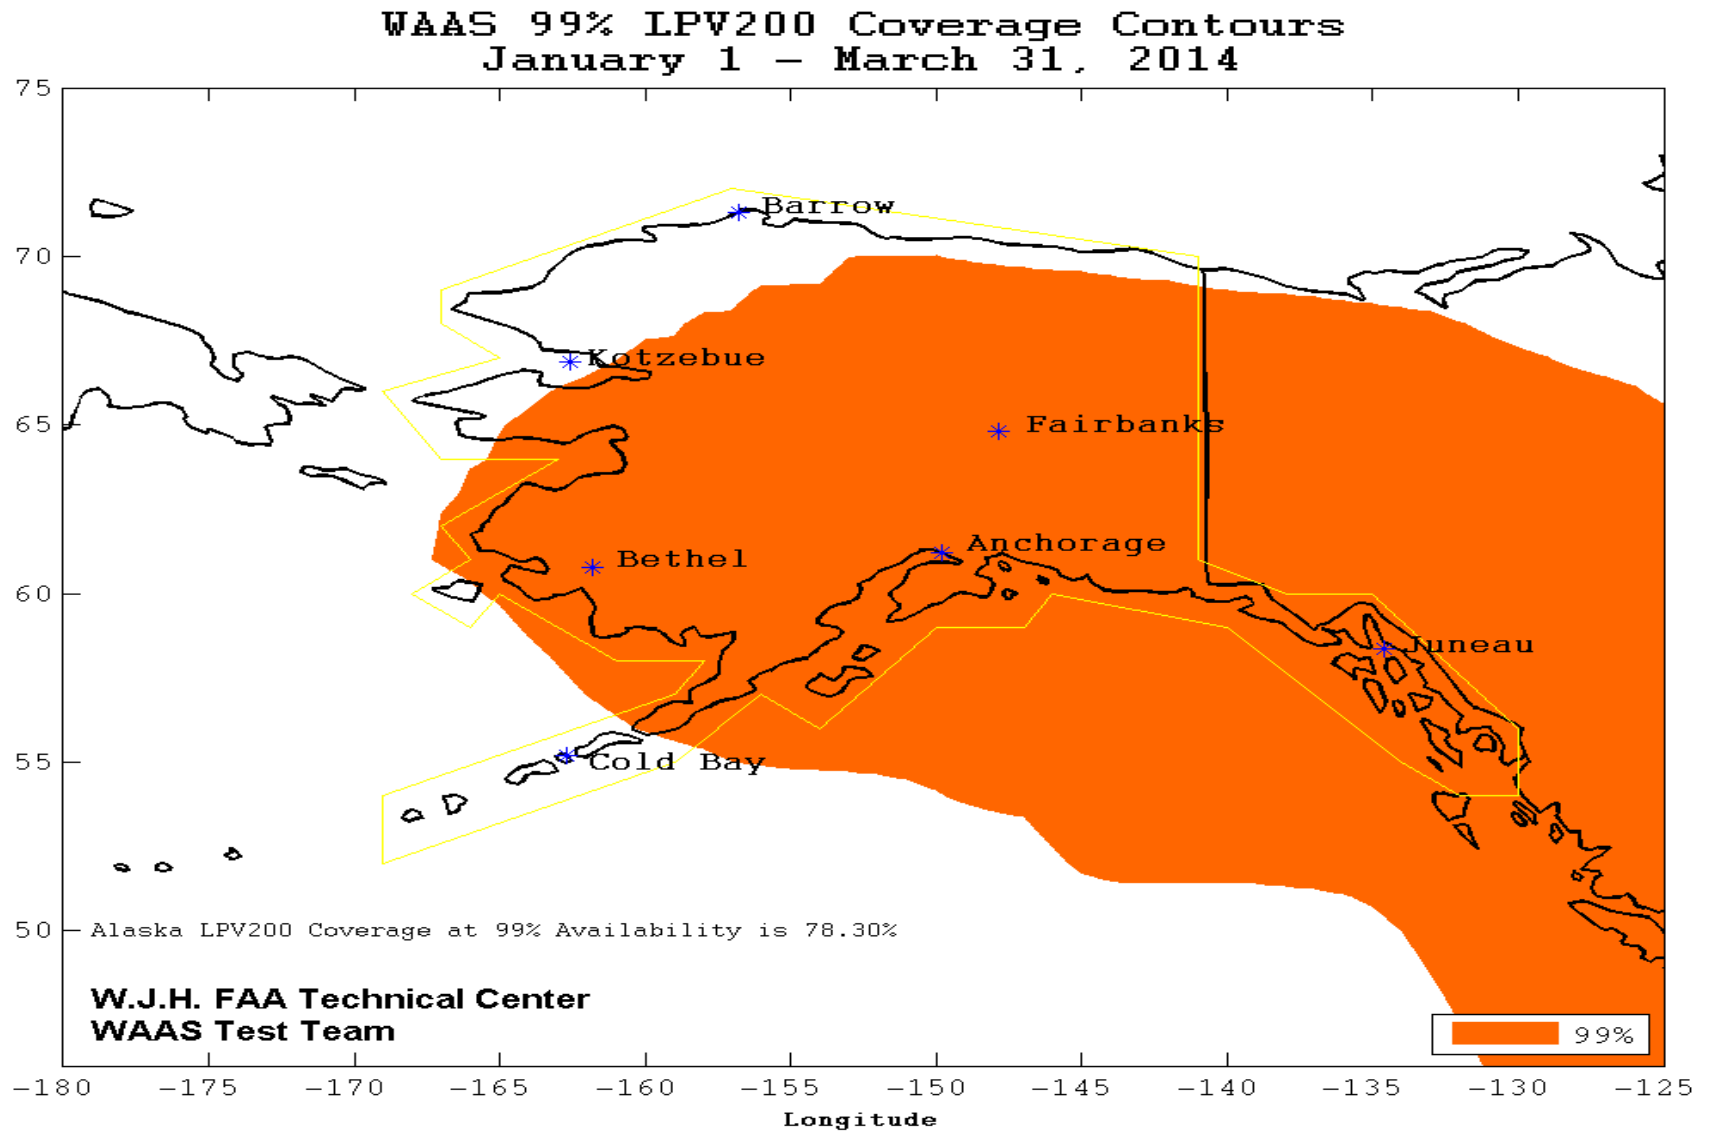 WAAS 99% LPV200 Coverage Contours
January 1 – March 31, 2014
75
70
65
60
55
50
Barrow
Kotzebue
Fairbanks
Anchorage
Bethel
Juneau
Cold Bay
Alaska LPV200 Coverage at 99% Availability is 78.30%
W.J.H. FAA Technical Center
WAAS Test Team
99%
−180 −175 −170 −165 −160 −155 −150 −145 −140 −135 −130 −125
Longitude